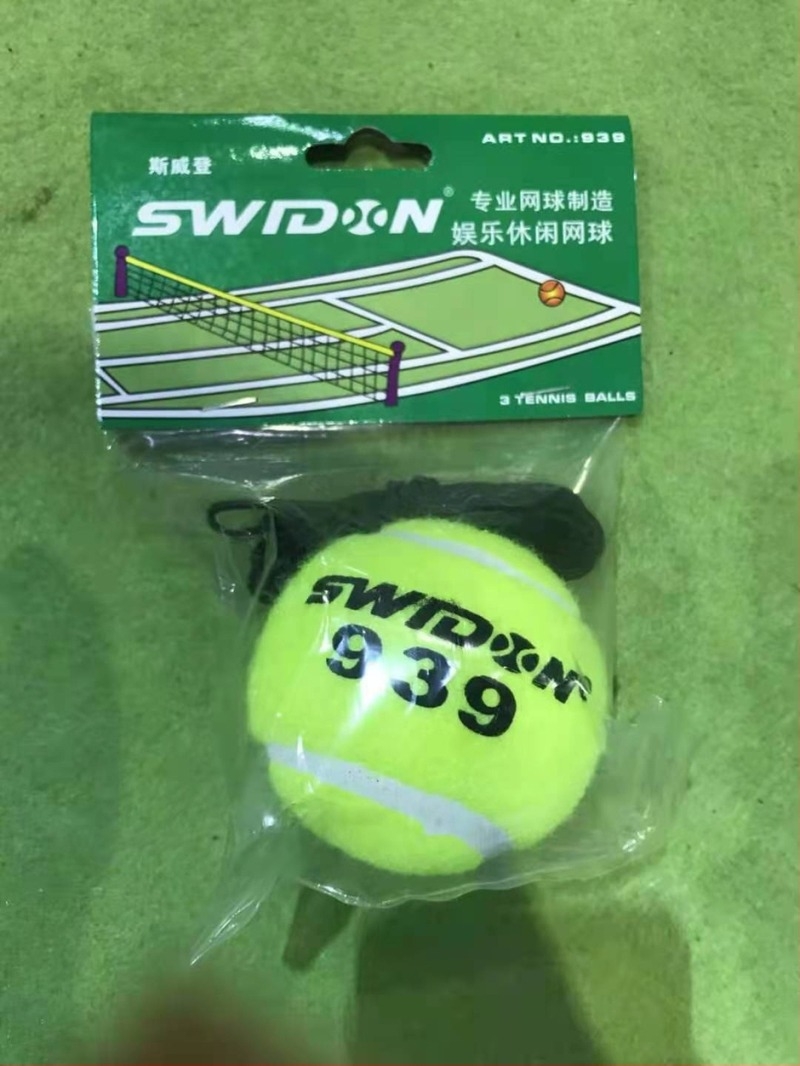 ART NO.:939
斯威登
SWIDON®
专业网球制造
娱乐休闲网球
3 TENNIS BALLS
SWIDON®
939